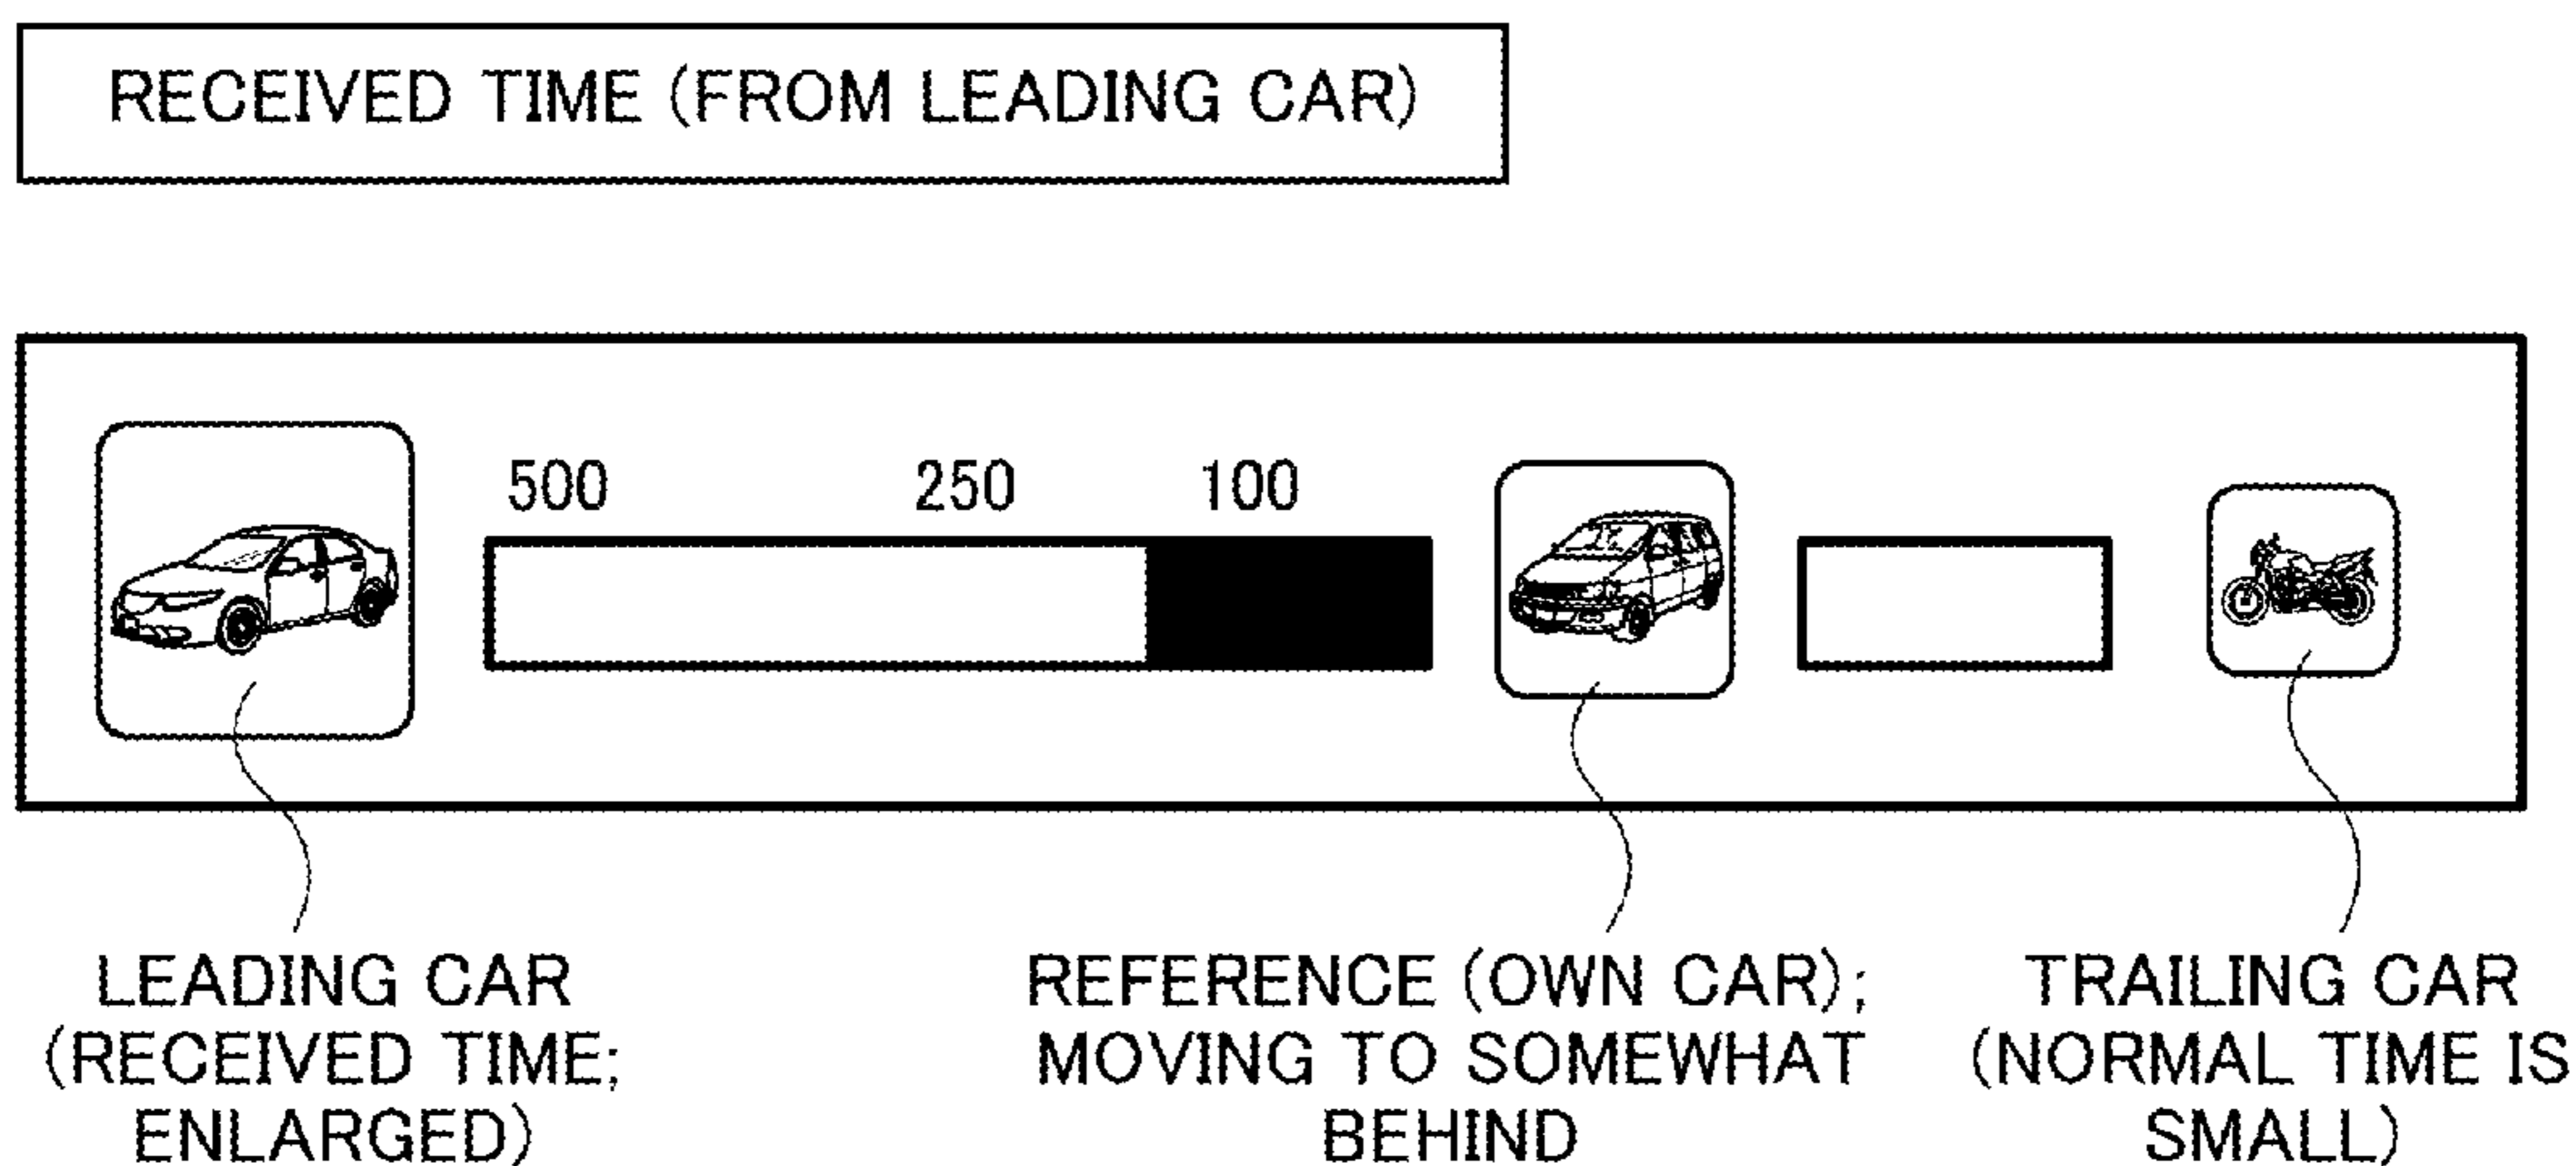 RECEIVED TIME (FROM LEADING CAR)
500 250 100
LEADING CAR
(RECEIVED TIME;
ENLARGED)
REFERENCE (OWN CAR);
MOVING TO SOMEWHAT
BEHIND
TRAILING CAR
(NORMAL TIME IS
SMALL)